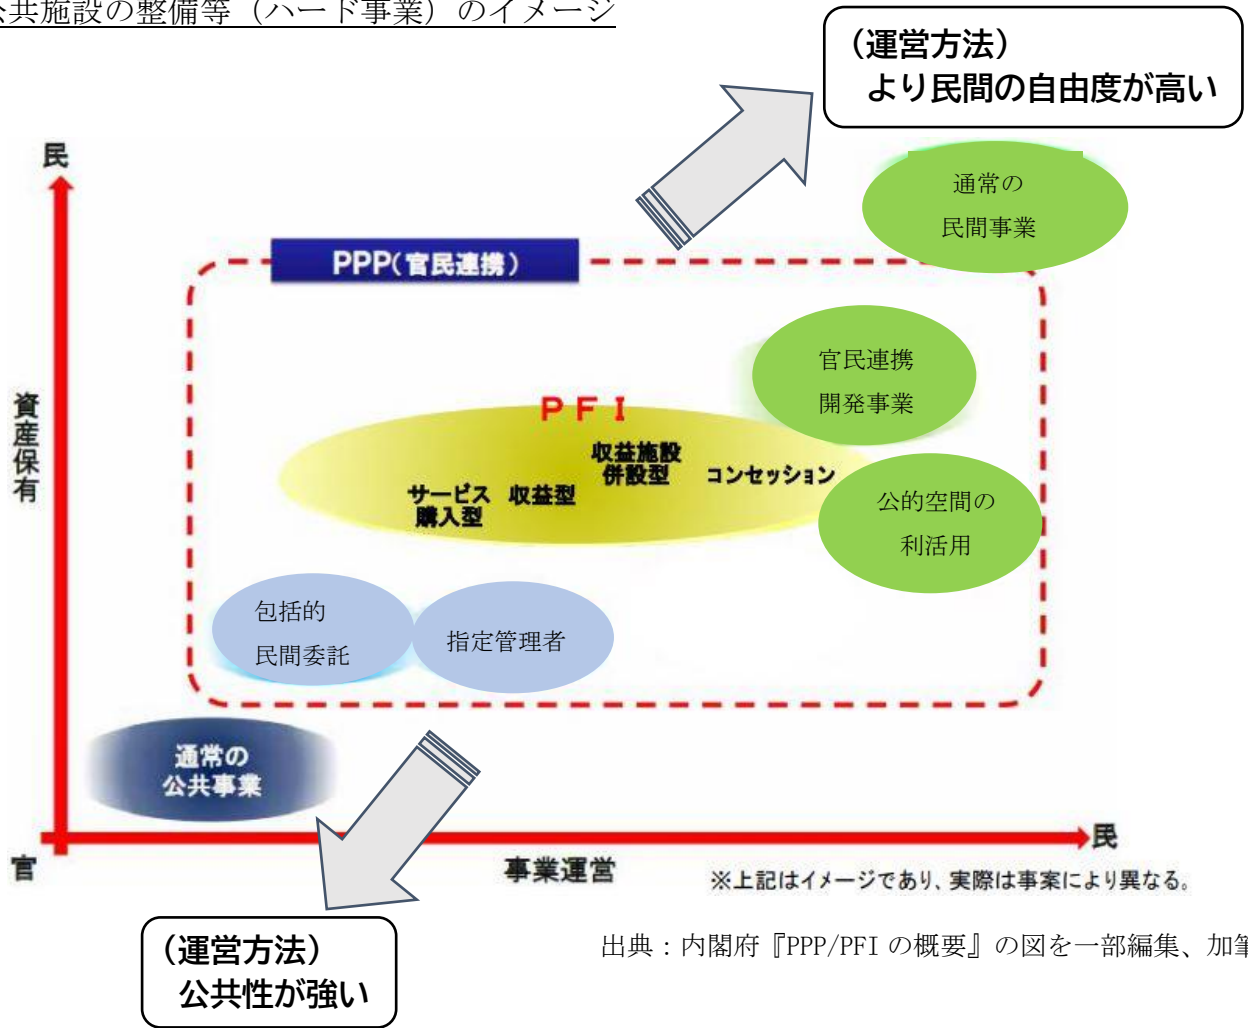 公共施設の整備等（ハード事業）のイメージ
（運営方法）
より民間の自由度が高い
民
通常の
民間事業
PPP(官民連携)
官民連携
開発事業
資産保有
PFI
収益施設
併設型
コンセッション
サービス
購入型
収益型
公的空間の
利活用
包括的
民間委託
指定管理者
通常の
公共事業
民
官
事業運営
※上記はイメージであり、実際は事案により異なる。
（運営方法）
公共性が強い
出典：内閣府『PPP/PFIの概要』の図を一部編集、加筆